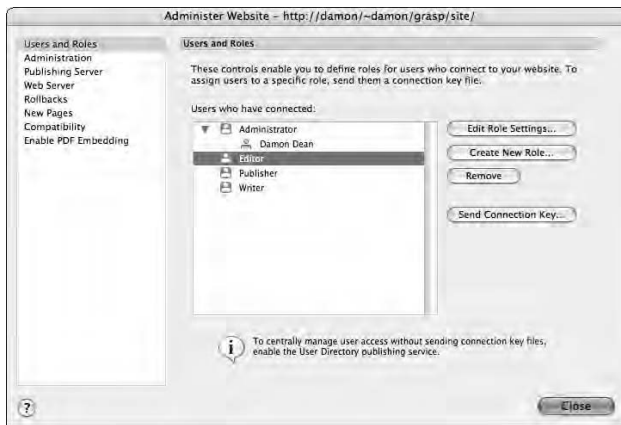 Administer Website - http://damon/~damon/grasp/site/
Users and Roles
Administration
Publishing Server
Web Server
Rollbacks
New Pages
Compatibility
Enable PDF Embedding
Users and Roles
These controls enable you to define roles for users who connect to your website. To
assign users to a specific role, send them a connection key file.
Users who have connected:
Administrator
Damon Dean
Editor
Publisher
Writer
Edit Role Settings...
Create New Role...
Remove
Send Connection Key...
i
To centrally manage user access without sending connection key files,
enable the User Directory publishing service.
?
Close